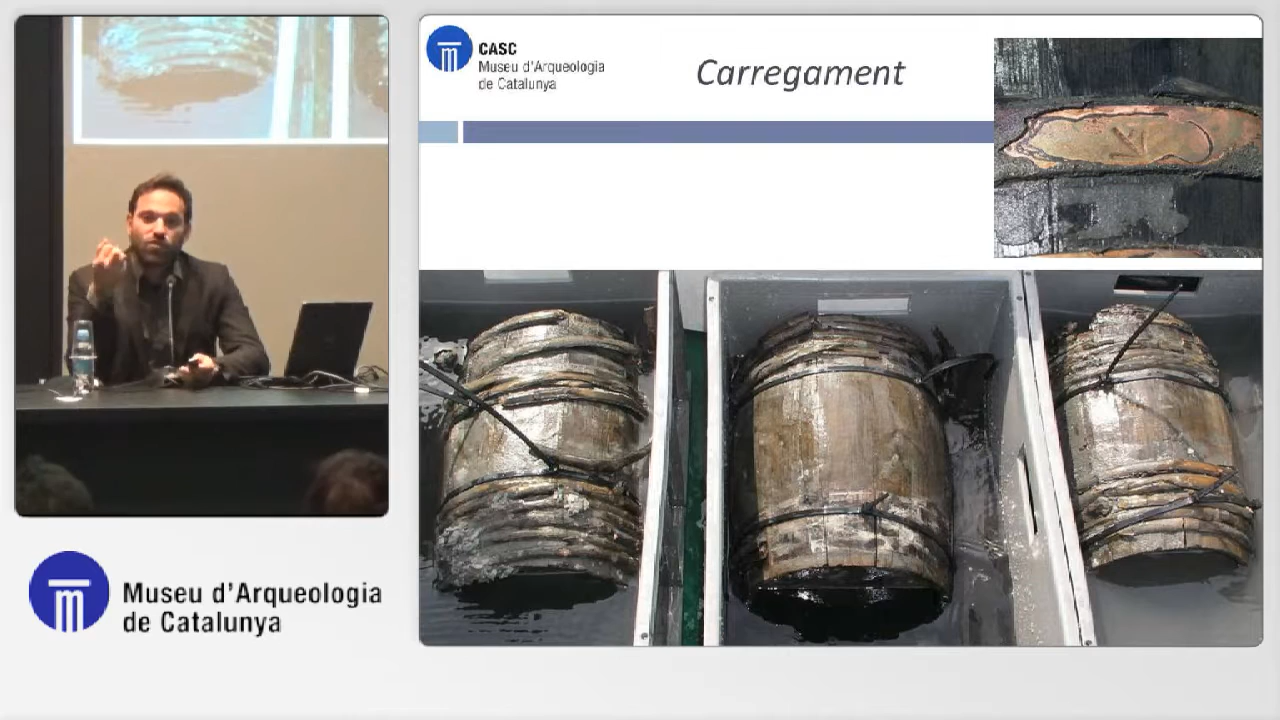 CASC
Museu d'Arqueologia
de Catalunya
Carregament
Museu d'Arqueologia
de Catalunya